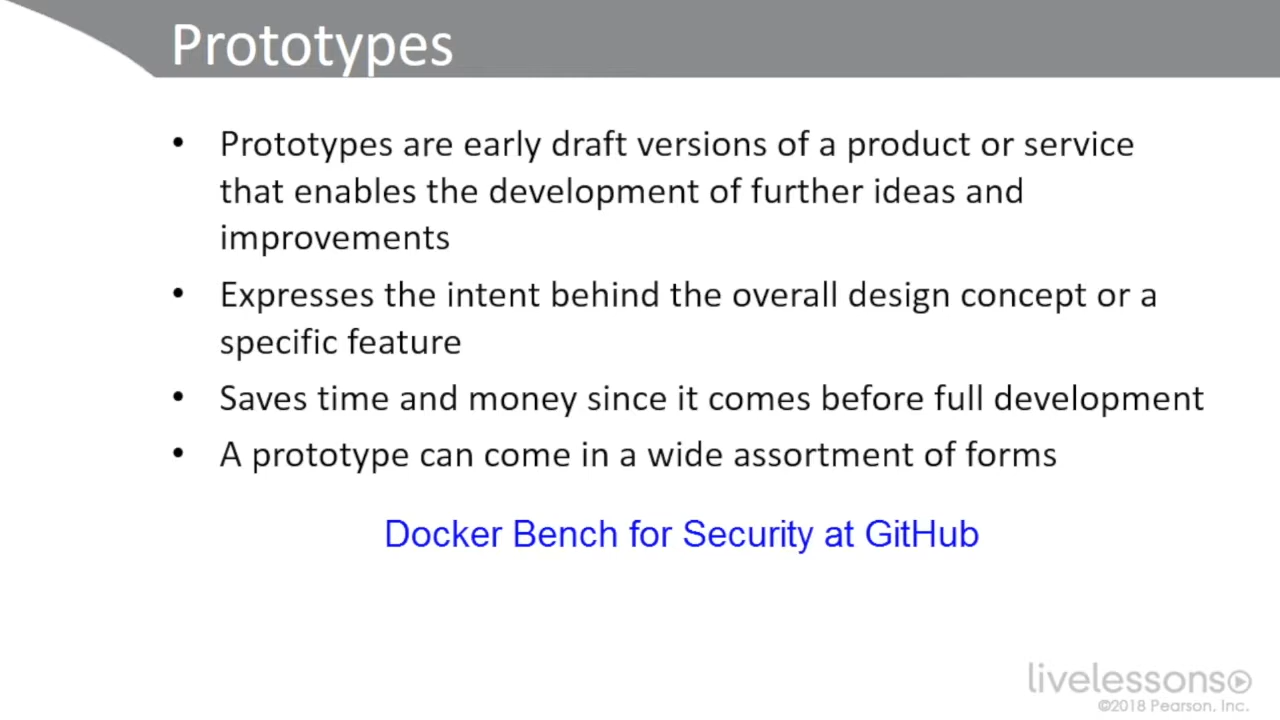 Prototypes
• Prototypes are early draft versions of a product or service
that enables the development of further ideas and
improvements
• Expresses the intent behind the overall design concept or a
specific feature
• Saves time and money since it comes before full development
• A prototype can come in a wide assortment of forms
Docker Bench for Security at GitHub
livelessons
©2018 Pearson, Inc.